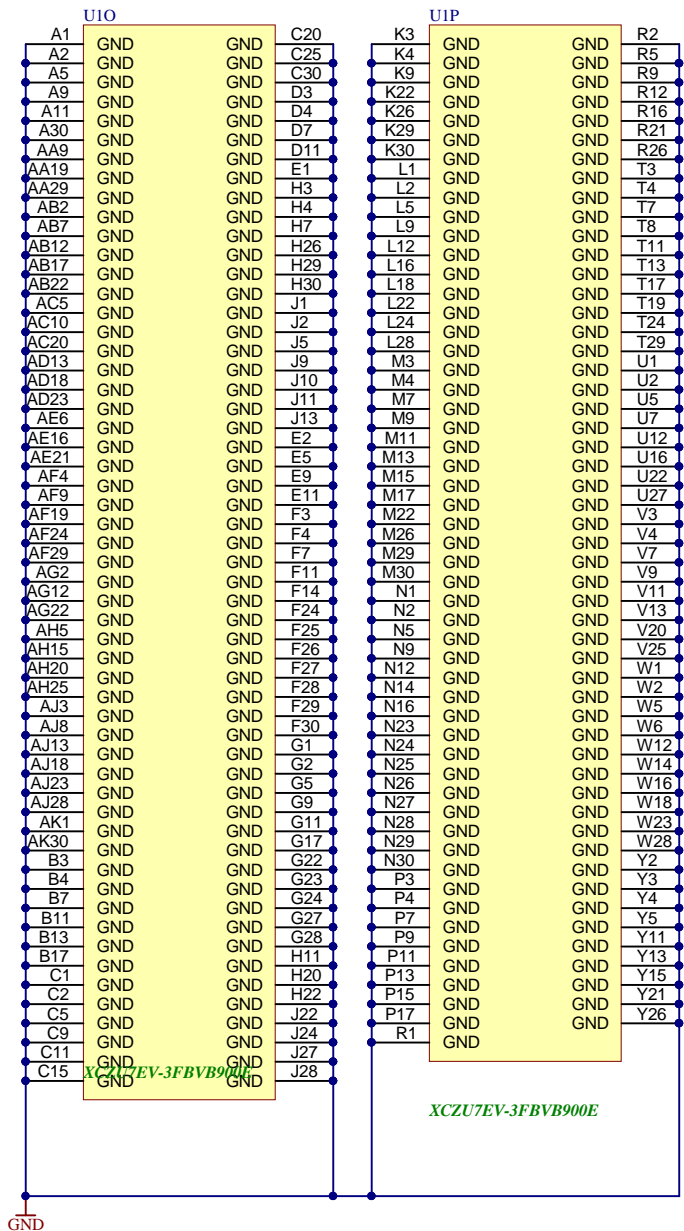 U1O
A1 GND GND C20
A2 GND GND C25
A5 GND GND C30
A9 GND GND D3
A11 GND GND D4
A30 GND GND D7
AA9 GND GND D11
AA19 GND GND E1
AA29 GND GND H3
AB2 GND GND H4
AB7 GND GND H7
AB12 GND GND H26
AB17 GND GND H29
AB22 GND GND H30
AC5 GND GND J1
AC10 GND GND J2
AC20 GND GND J5
AD13 GND GND J9
AD18 GND GND J10
AD23 GND GND J11
AE6 GND GND J13
AE16 GND GND E2
AE21 GND GND E5
AF4 GND GND E9
AF9 GND GND E11
AF19 GND GND F3
AF24 GND GND F4
AF29 GND GND F7
AG2 GND GND F11
AG12 GND GND F14
AG22 GND GND F24
AH5 GND GND F25
AH15 GND GND F26
AH20 GND GND F27
AH25 GND GND F28
AJ3 GND GND F29
AJ8 GND GND F30
AJ13 GND GND G1
AJ18 GND GND G2
AJ23 GND GND G5
AJ28 GND GND G9
AK1 GND GND G11
AK30 GND GND G17
B3 GND GND G22
B4 GND GND G23
B7 GND GND G24
B11 GND GND G27
B13 GND GND G28
B17 GND GND H11
C1 GND GND H20
C2 GND GND H22
C5 GND GND J22
C9 GND GND J24
C11 GND GND J27
C15 GND GND J28
XCZU7EV-3FBVB900E
GND
U1P
K3 GND GND R2
K4 GND GND R5
K9 GND GND R9
K22 GND GND R12
K26 GND GND R16
K29 GND GND R21
K30 GND GND R26
L1 GND GND T3
L2 GND GND T4
L5 GND GND T7
L9 GND GND T8
L12 GND GND T11
L16 GND GND T13
L18 GND GND T17
L22 GND GND T19
L24 GND GND T24
L28 GND GND T29
M3 GND GND U1
M4 GND GND U2
M7 GND GND U5
M9 GND GND U7
M11 GND GND U12
M13 GND GND U16
M15 GND GND U22
M17 GND GND U27
M22 GND GND V3
M26 GND GND V4
M29 GND GND V7
M30 GND GND V9
N1 GND GND V11
N2 GND GND V13
N5 GND GND V20
N9 GND GND V25
N12 GND GND W1
N14 GND GND W2
N16 GND GND W5
N23 GND GND W6
N24 GND GND W12
N25 GND GND W14
N26 GND GND W16
N27 GND GND W18
N28 GND GND W23
N29 GND GND W28
N30 GND GND Y2
P3 GND GND Y3
P4 GND GND Y4
P7 GND GND Y5
P9 GND GND Y11
P11 GND GND Y13
P13 GND GND Y15
P15 GND GND Y21
P17 GND GND Y26
R1 GND
XCZU7EV-3FBVB900E